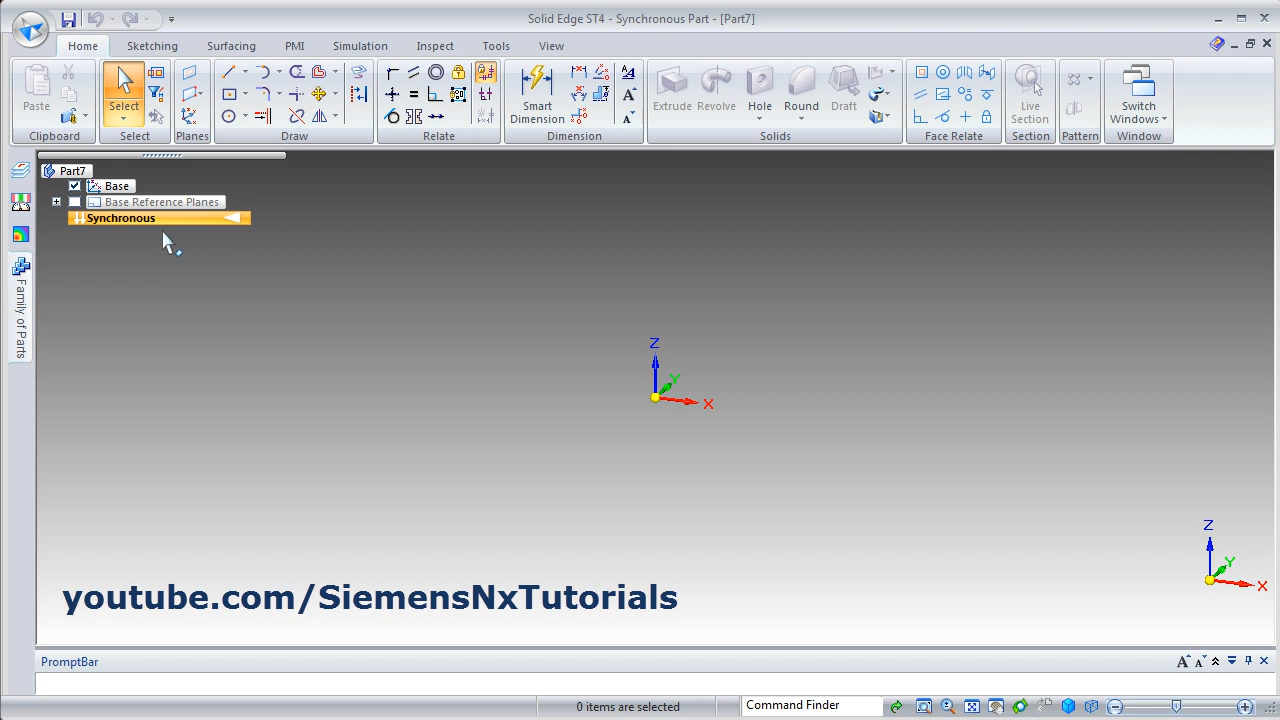 Solid Edge ST4 - Synchronous Part - [Part7]
Home Sketching Surfacing PMI Simulation Inspect Tools View
Paste
Select
Smart Dimension
Extrude Revolve Hole Round Draft
Live Section
Switch Windows
Clipboard Select Planes Draw Relate Dimension Solids Face Relate Section Pattern Window
Part7
Base
Base Reference Planes
Synchronous
Family of Parts
Z
Y
X
Z
Y
X
youtube.com/SiemensNxTutorials
PromptBar
0 items are selected
Command Finder